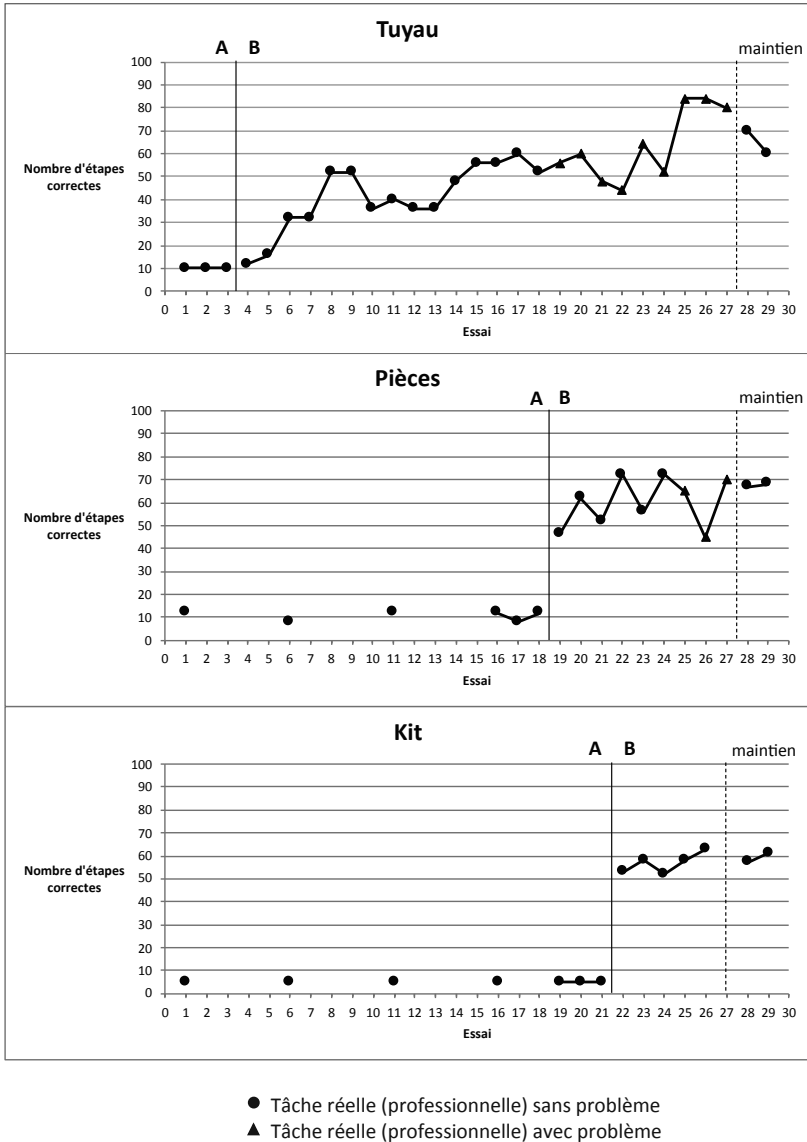 Tuyau
A B maintien
100
90
80
70
60
50
40
30
20
10
0
Nombre d'étapes
correctes
0 1 2 3 4 5 6 7 8 9 10 11 12 13 14 15 16 17 18 19 20 21 22 23 24 25 26 27 28 29 30
Essai
Pièces
A B maintien
100
90
80
70
60
50
40
30
20
10
0
Nombre d'étapes
correctes
0 1 2 3 4 5 6 7 8 9 10 11 12 13 14 15 16 17 18 19 20 21 22 23 24 25 26 27 28 29 30
Essai
Kit
A B maintien
100
90
80
70
60
50
40
30
20
10
0
Nombre d'étapes
correctes
0 1 2 3 4 5 6 7 8 9 10 11 12 13 14 15 16 17 18 19 20 21 22 23 24 25 26 27 28 29 30
Essai
Tâche réelle (professionnelle) sans problème
Tâche réelle (professionnelle) avec problème